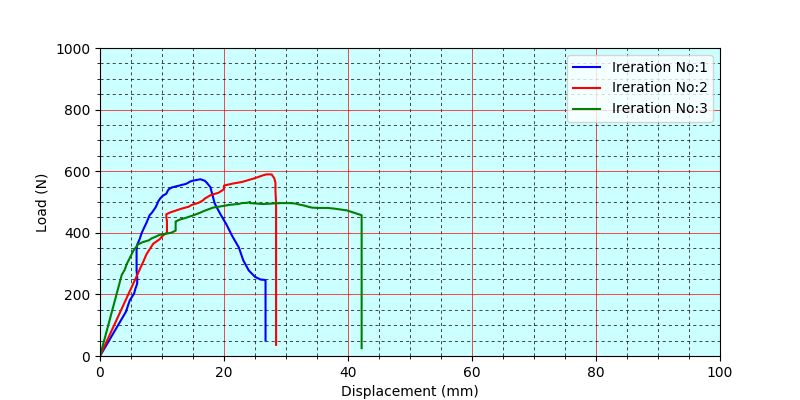 1000
800
600
400
200
0
Load (N)
0 20 40 60 80 100
Displacement (mm)
Ireration No:1
Ireration No:2
Ireration No:3